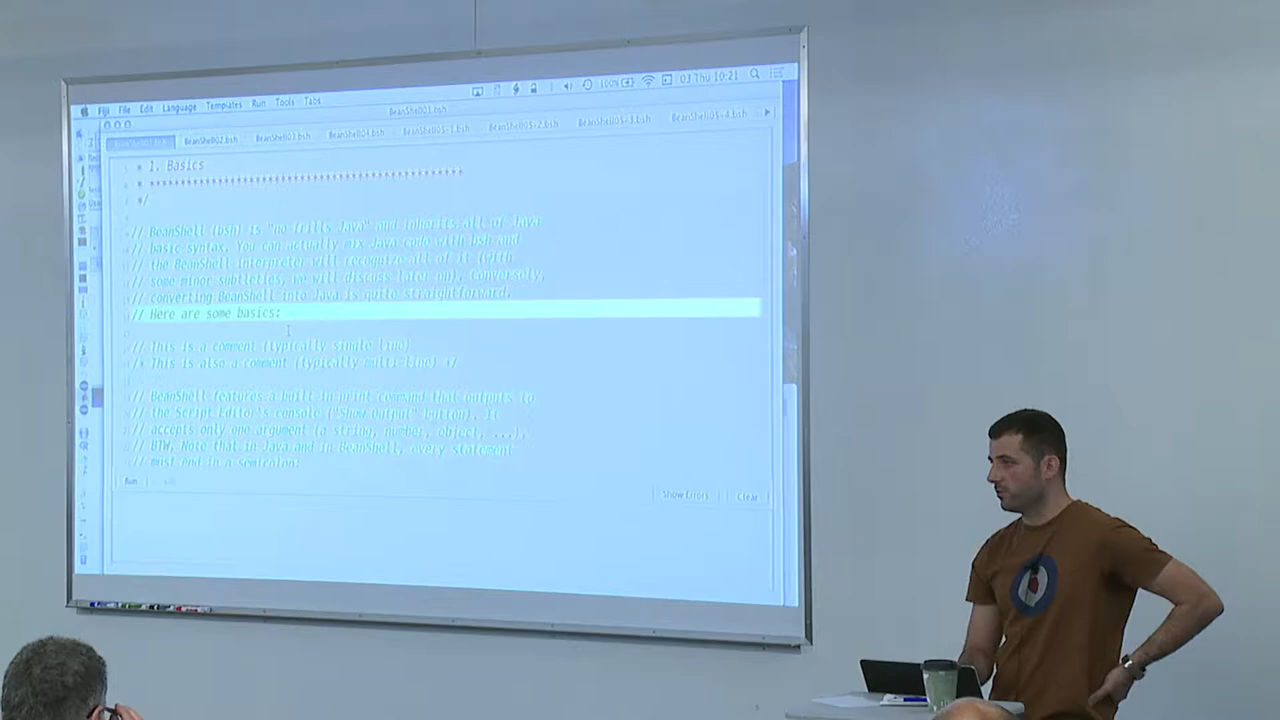 Fiji File Edit Language Templates Run Tools Tabs 100% 03 Thu 10:21
BeanShell01.bsh
BeanShell01.bsh BeanShell02.bsh BeanShell03.bsh BeanShell04.bsh BeanShell05-1.bsh BeanShell05-2.bsh BeanShell05-3.bsh BeanShell05-4.bsh
* 1. Basics
*/
// BeanShell (bsh) is "no frills Java" and inherits all of Java
// basic syntax. You can actually mix Java code with bsh and
// the BeanShell interpreter will recognize all of it (with
// some minor subtleties, we will discuss later on). Conversely,
// converting BeanShell into Java is quite straightforward.
// Here are some basics:
// This is a comment (typically single line)
/* This is also a comment (typically multi-line) */
// BeanShell features a built in print command that outputs to
// the Script Editor's console ("Show Output" button). It
// accepts only one argument (a string, number, object, ...).
// BTW, Note that in Java and in BeanShell, every statement
// must end in a semicolon:
Run
Show Errors Clear